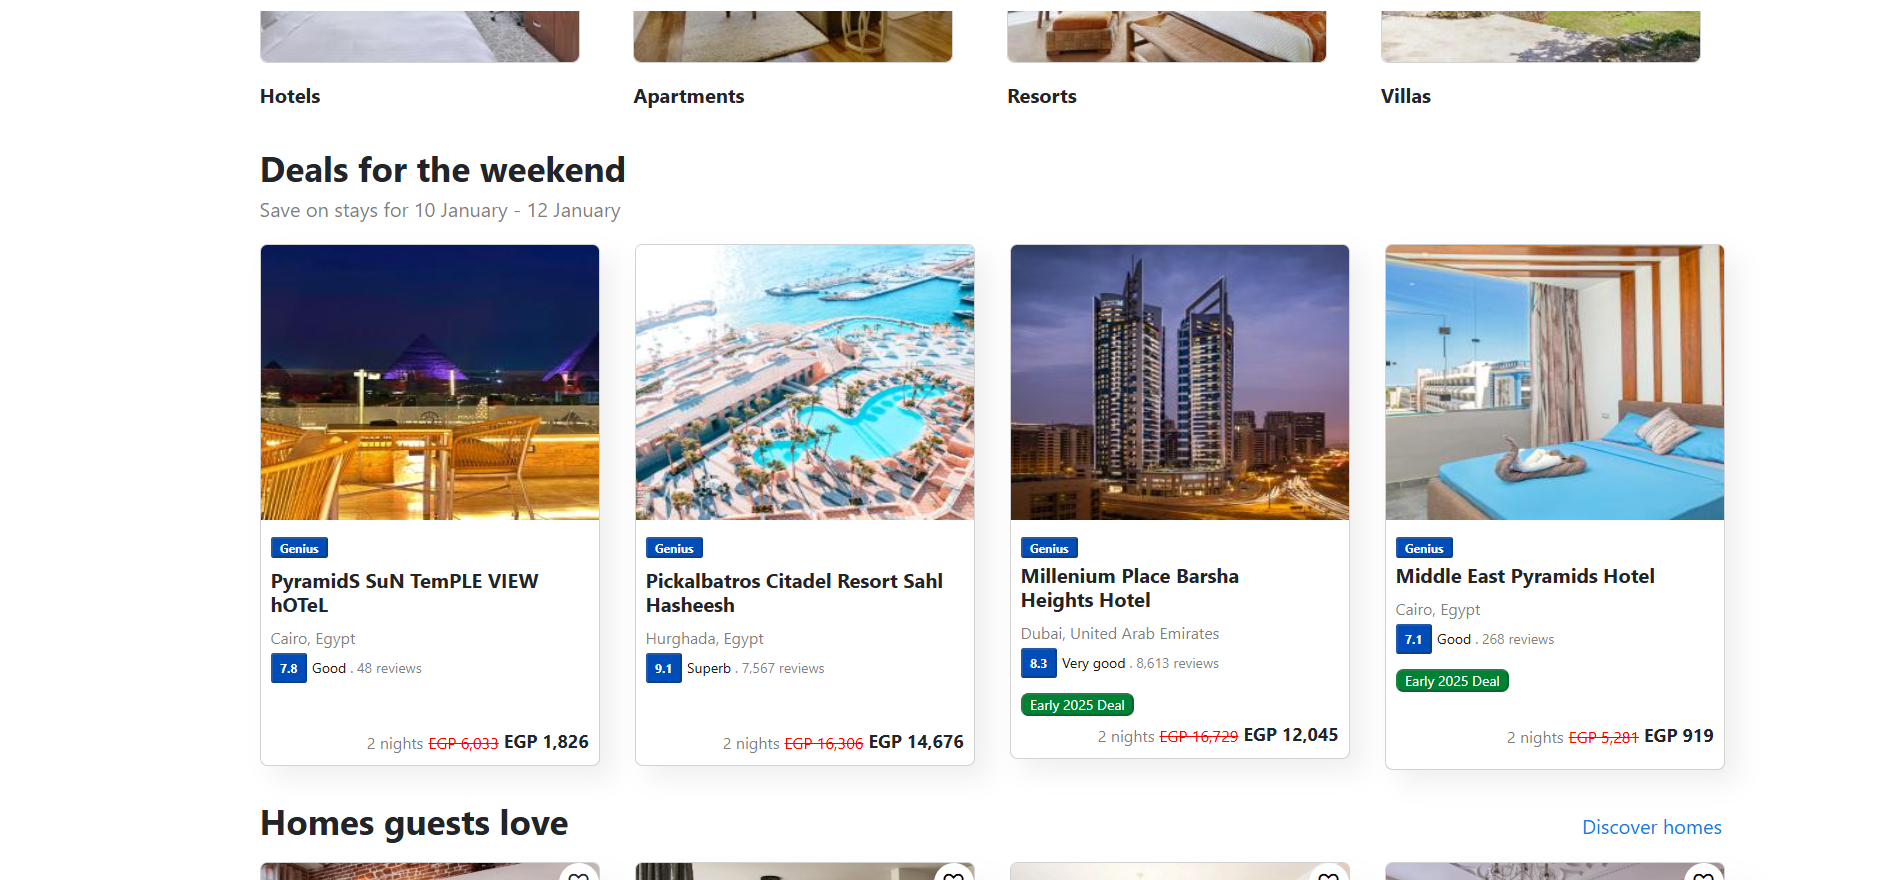 Hotels
Apartments
Resorts
Villas
Deals for the weekend
Save on stays for 10 January - 12 January
Genius
PyramidS SuN TemPLE VIEW
hOTeL
Cairo, Egypt
7.8 Good . 48 reviews
2 nights EGP 6,033 EGP 1,826
Genius
Pickalbatros Citadel Resort Sahl
Hasheesh
Hurghada, Egypt
9.1 Superb . 7,567 reviews
2 nights EGP 16,306 EGP 14,676
Genius
Millenium Place Barsha
Heights Hotel
Dubai, United Arab Emirates
8.3 Very good . 8,613 reviews
Early 2025 Deal
2 nights EGP 16,729 EGP 12,045
Genius
Middle East Pyramids Hotel
Cairo, Egypt
7.1 Good . 268 reviews
Early 2025 Deal
2 nights EGP 5,281 EGP 919
Homes guests love
Discover homes